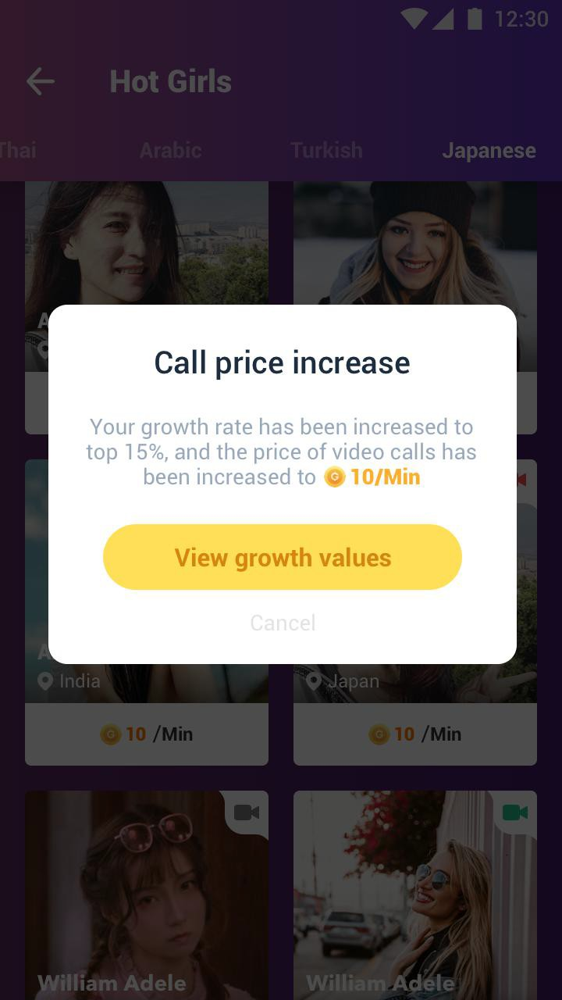 12:30
Hot Girls
Thai Arabic Turkish Japanese
A
Call price increase
Your growth rate has been increased to
top 15%, and the price of video calls has
been increased to G 10/Min
View growth values
Cancel
A
India Japan
G 10 /Min G 10 /Min
William Adele William Adele